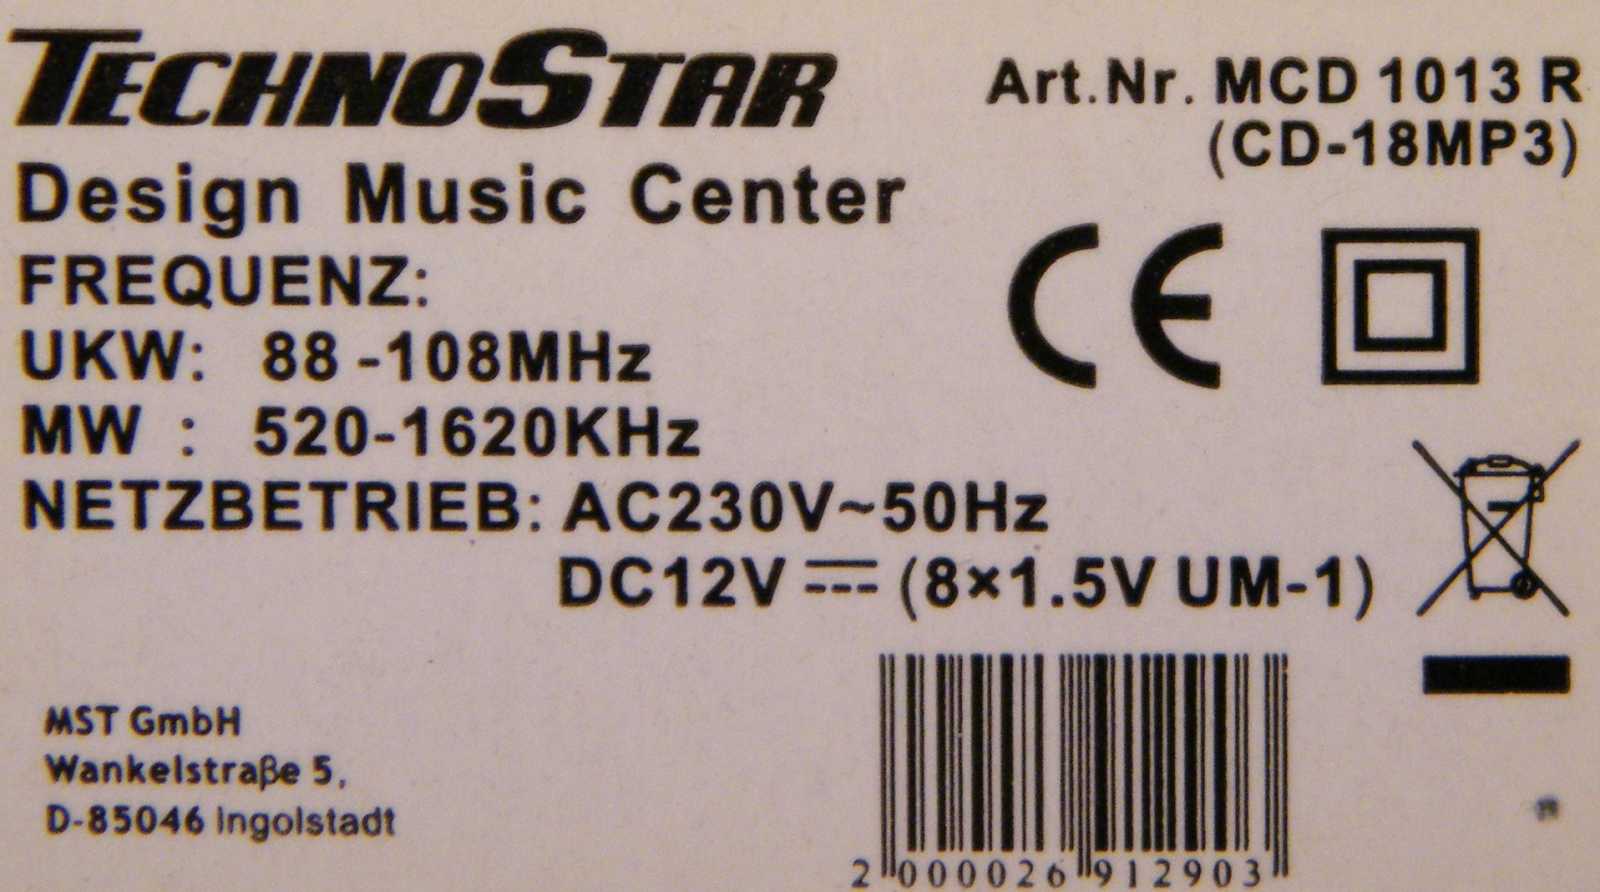 TECHNOSTAR
Art.Nr. MCD 1013 R
(CD-18MP3)
Design Music Center
FREQUENZ:
UKW: 88-108MHz
MW : 520-1620KHz
NETZBETRIEB: AC230V~50Hz
DC12V ⎓ (8×1.5V UM-1)
CE
MST GmbH
Wankelstraße 5,
D-85046 Ingolstadt
2 000026 912903